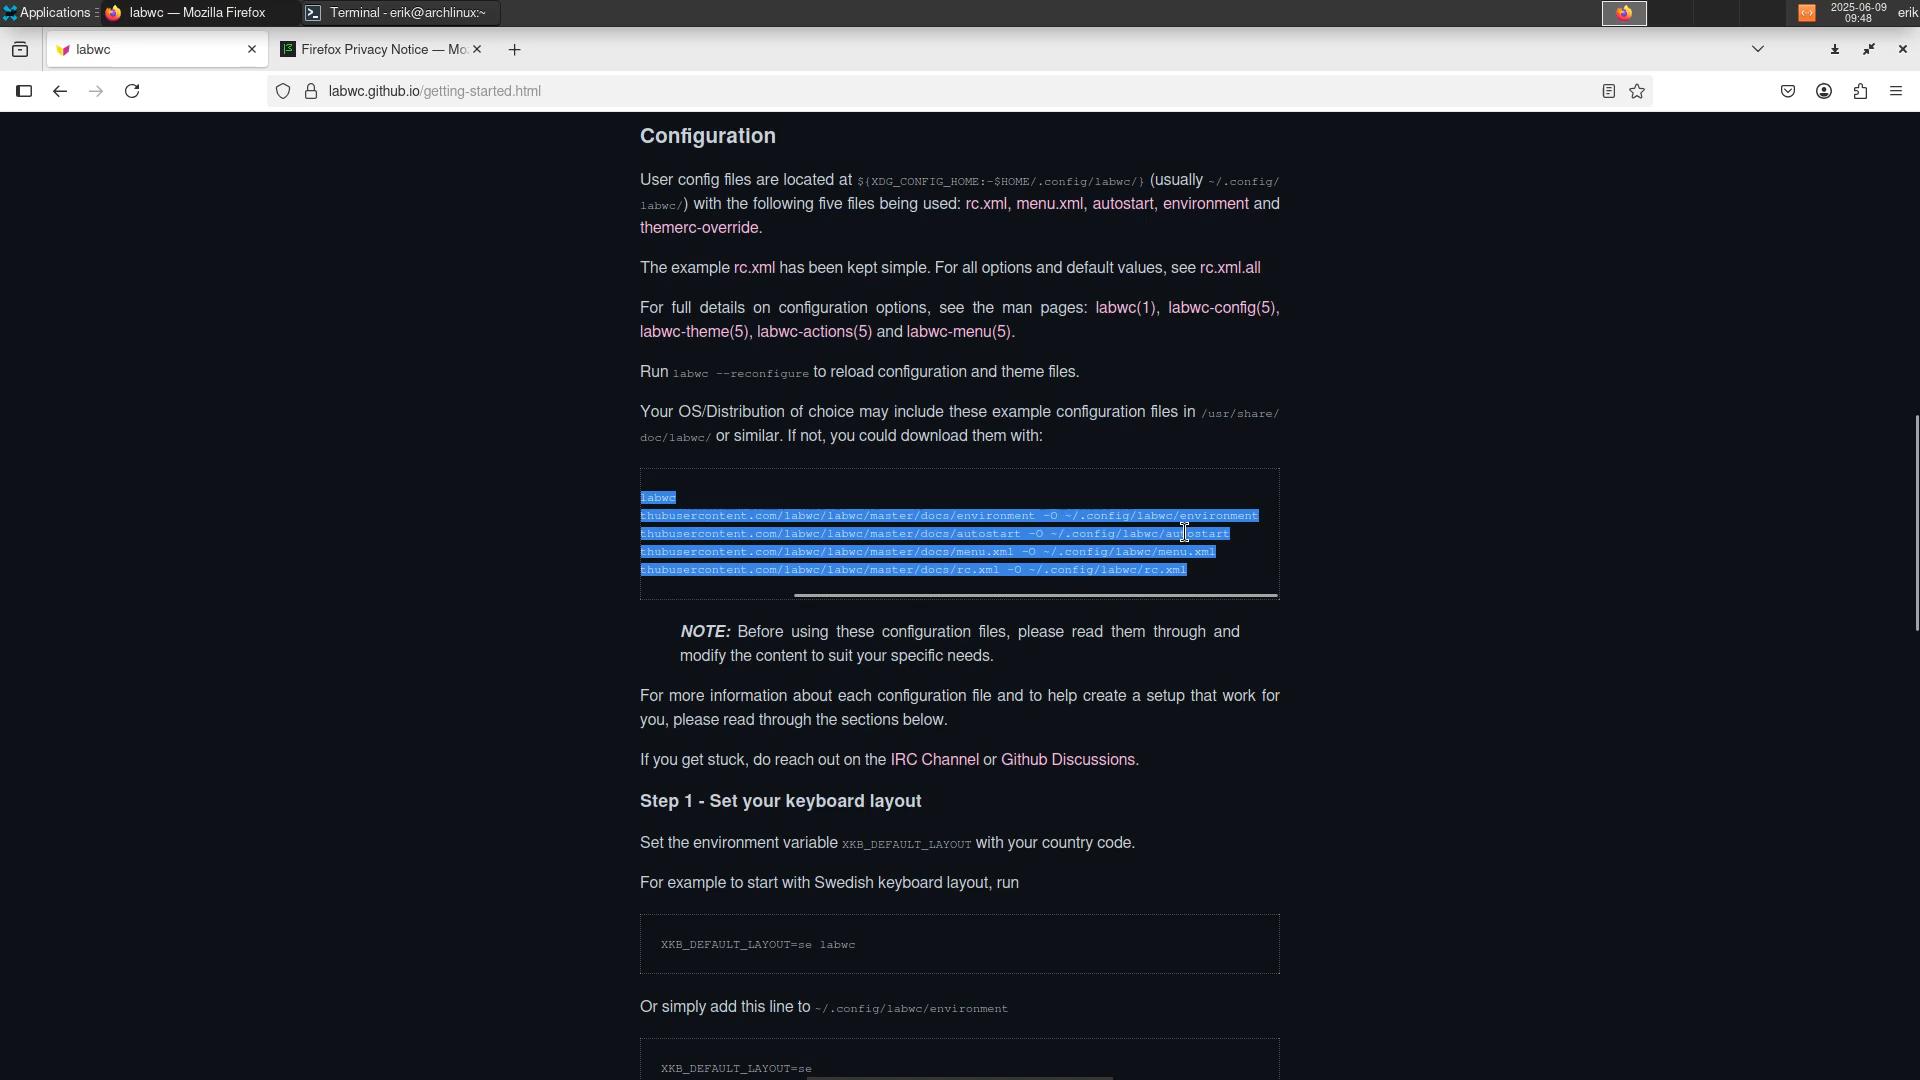 Applications
labwc — Mozilla Firefox
Terminal - erik@archlinux:~
2025-06-09
09:48
erik
labwc
Firefox Privacy Notice — Mo
labwc.github.io/getting-started.html
Configuration
User config files are located at ${XDG_CONFIG_HOME:-$HOME/.config/labwc/} (usually ~/.config/
labwc/) with the following five files being used: rc.xml, menu.xml, autostart, environment and
themerc-override.
The example rc.xml has been kept simple. For all options and default values, see rc.xml.all
For full details on configuration options, see the man pages: labwc(1), labwc-config(5),
labwc-theme(5), labwc-actions(5) and labwc-menu(5).
Run labwc --reconfigure to reload configuration and theme files.
Your OS/Distribution of choice may include these example configuration files in /usr/share/
doc/labwc/ or similar. If not, you could download them with:
labwc
thubusercontent.com/labwc/labwc/master/docs/environment -O ~/.config/labwc/environment
thubusercontent.com/labwc/labwc/master/docs/autostart -O ~/.config/labwc/autostart
thubusercontent.com/labwc/labwc/master/docs/menu.xml -O ~/.config/labwc/menu.xml
thubusercontent.com/labwc/labwc/master/docs/rc.xml -O ~/.config/labwc/rc.xml
NOTE: Before using these configuration files, please read them through and
modify the content to suit your specific needs.
For more information about each configuration file and to help create a setup that work for
you, please read through the sections below.
If you get stuck, do reach out on the IRC Channel or Github Discussions.
Step 1 - Set your keyboard layout
Set the environment variable XKB_DEFAULT_LAYOUT with your country code.
For example to start with Swedish keyboard layout, run
XKB_DEFAULT_LAYOUT=se labwc
Or simply add this line to ~/.config/labwc/environment
XKB_DEFAULT_LAYOUT=se